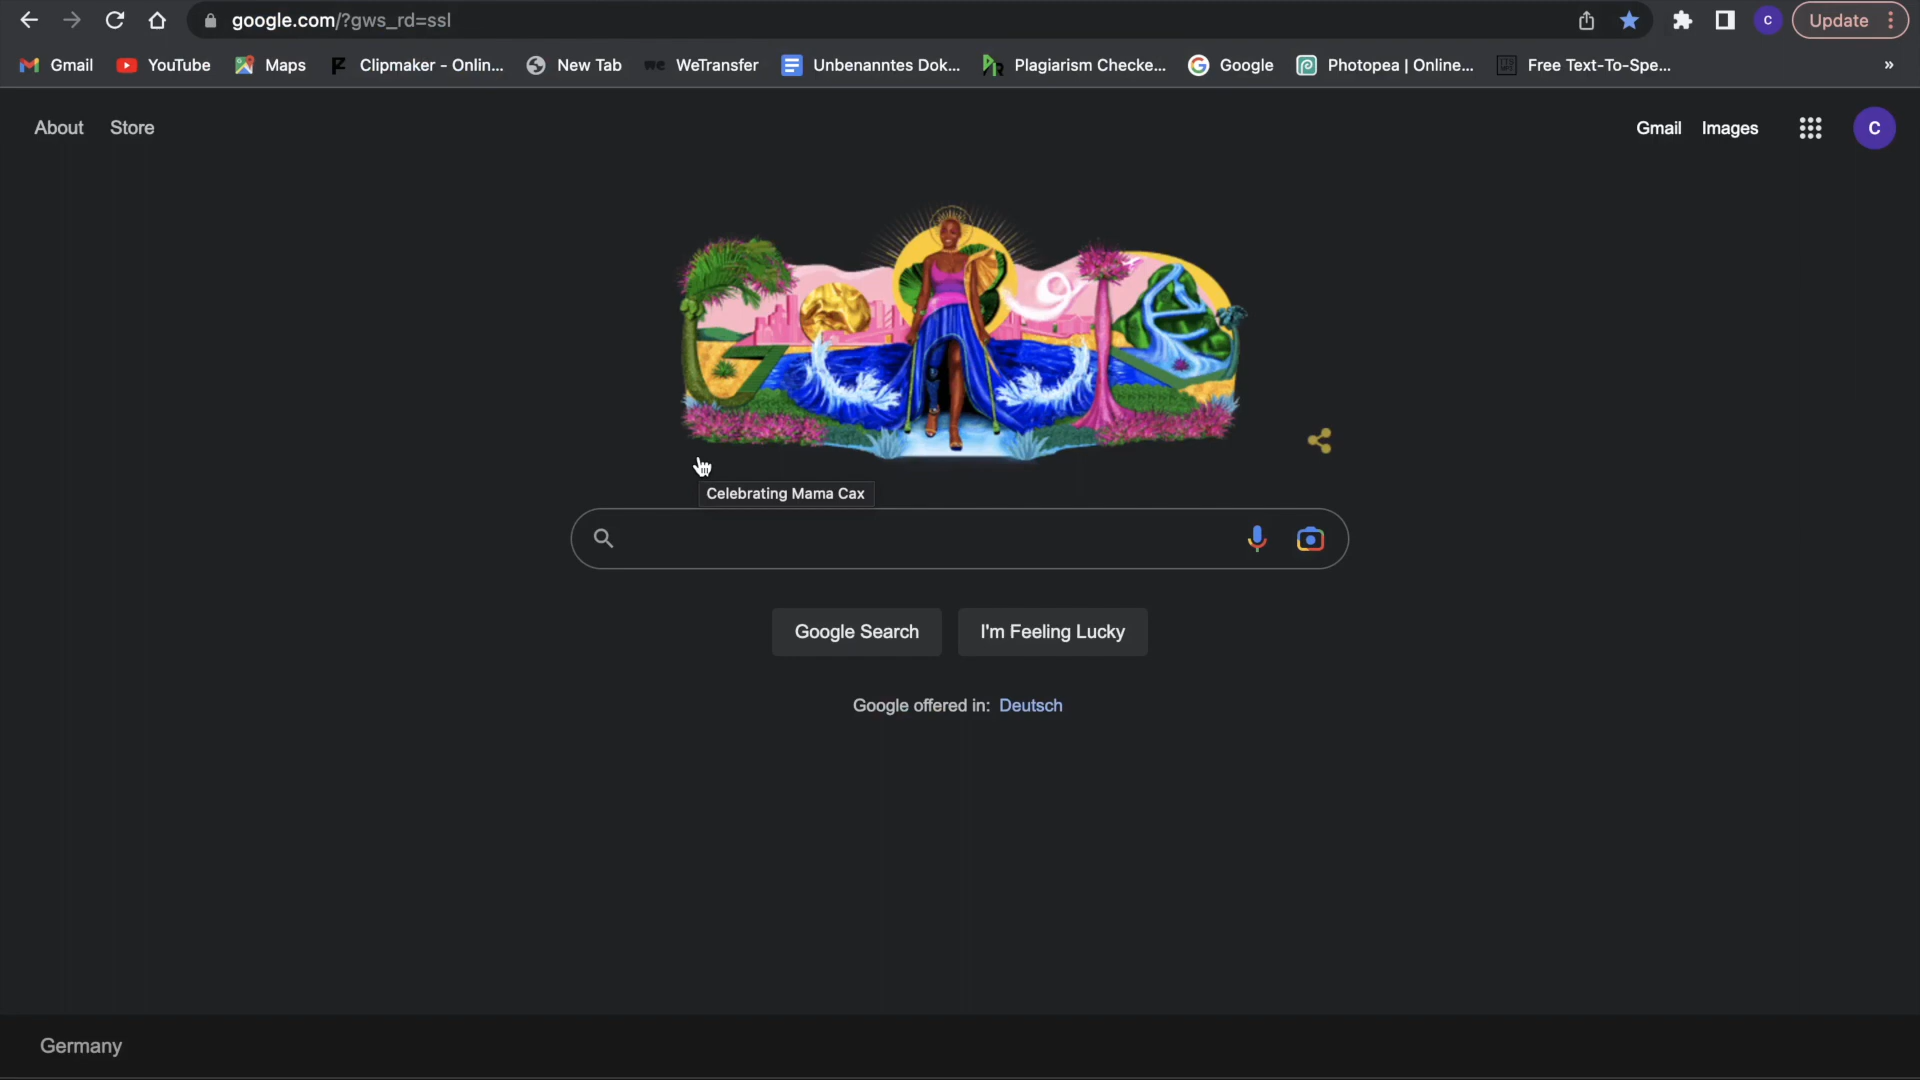 google.com/?gws_rd=ssl
C
Update
Gmail
YouTube
Maps
Clipmaker - Onlin...
New Tab
we
WeTransfer
Unbenanntes Dok...
Plagiarism Checke...
Google
Photopea | Online...
Free Text-To-Spe...
»
About
Store
Gmail
Images
C
Celebrating Mama Cax
Google Search
I'm Feeling Lucky
Google offered in: Deutsch
Germany